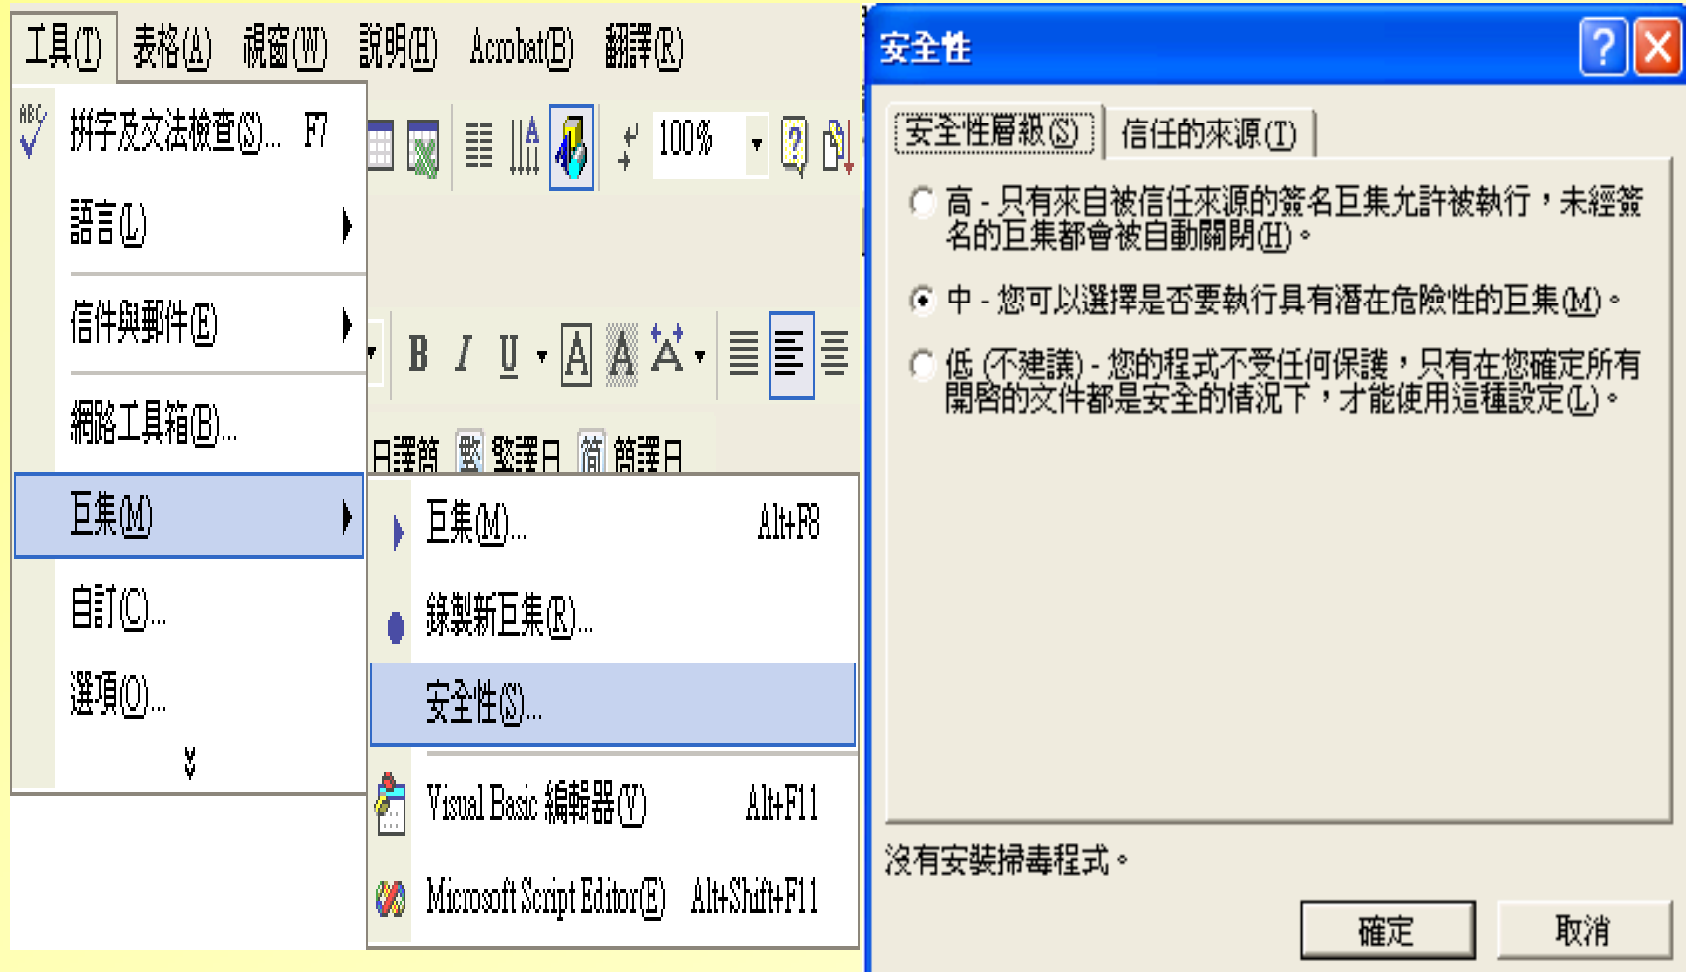 工具(T) 表格(A) 視窗(W) 說明(H) Acrobat(B) 翻譯(R)
ABC 拼字及文法檢查(S)... F7
100%
語言(L)
信件與郵件(E)
B I U A A A
網路工具箱(B)...
日譯簡 繁 繁譯日 简 簡譯日
巨集(M)
自訂(C)...
選項(O)...
巨集(M)... Alt+F8
錄製新巨集(R)...
安全性(S)...
Visual Basic 編輯器(V) Alt+F11
Microsoft Script Editor(E) Alt+Shift+F11
安全性
安全性層級(S) 信任的來源(T)
高 - 只有來自被信任來源的簽名巨集允許被執行，未經簽
名的巨集都會被自動關閉(H)。
中 - 您可以選擇是否要執行具有潛在危險性的巨集(M)。
低 (不建議) - 您的程式不受任何保護，只有在您確定所有
開啓的文件都是安全的情況下，才能使用這種設定(L)。
沒有安裝掃毒程式。
確定 取消